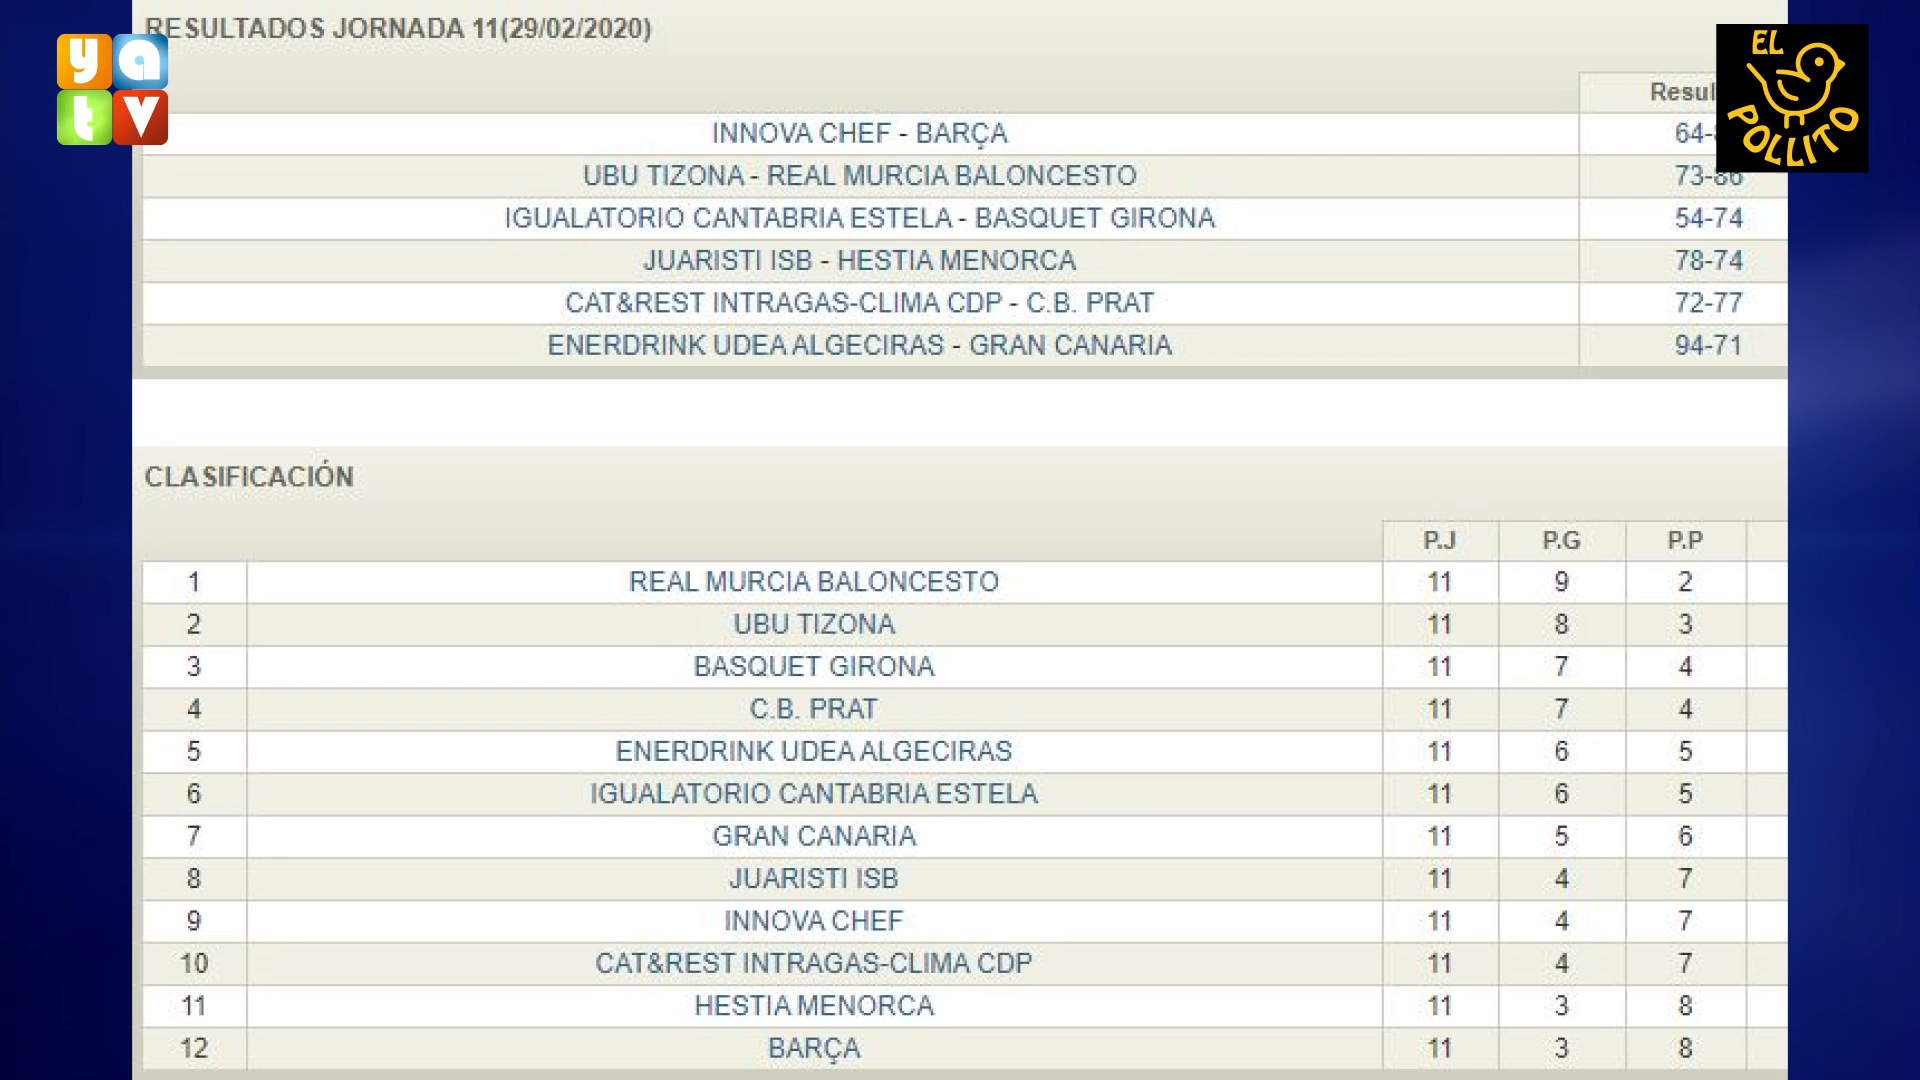 RESULTADOS JORNADA 11(29/02/2020)
ya
tv
EL
POLLITO
INNOVA CHEF - BARÇA
UBU TIZONA - REAL MURCIA BALONCESTO 73-86
IGUALATORIO CANTABRIA ESTELA - BASQUET GIRONA 54-74
JUARISTI ISB - HESTIA MENORCA 78-74
CAT&REST INTRAGAS-CLIMA CDP - C.B. PRAT 72-77
ENERDRINK UDEA ALGECIRAS - GRAN CANARIA 94-71
CLASIFICACIÓN
P.J P.G P.P
1 REAL MURCIA BALONCESTO 11 9 2
2 UBU TIZONA 11 8 3
3 BASQUET GIRONA 11 7 4
4 C.B. PRAT 11 7 4
5 ENERDRINK UDEA ALGECIRAS 11 6 5
6 IGUALATORIO CANTABRIA ESTELA 11 6 5
7 GRAN CANARIA 11 5 6
8 JUARISTI ISB 11 4 7
9 INNOVA CHEF 11 4 7
10 CAT&REST INTRAGAS-CLIMA CDP 11 4 7
11 HESTIA MENORCA 11 3 8
12 BARÇA 11 3 8